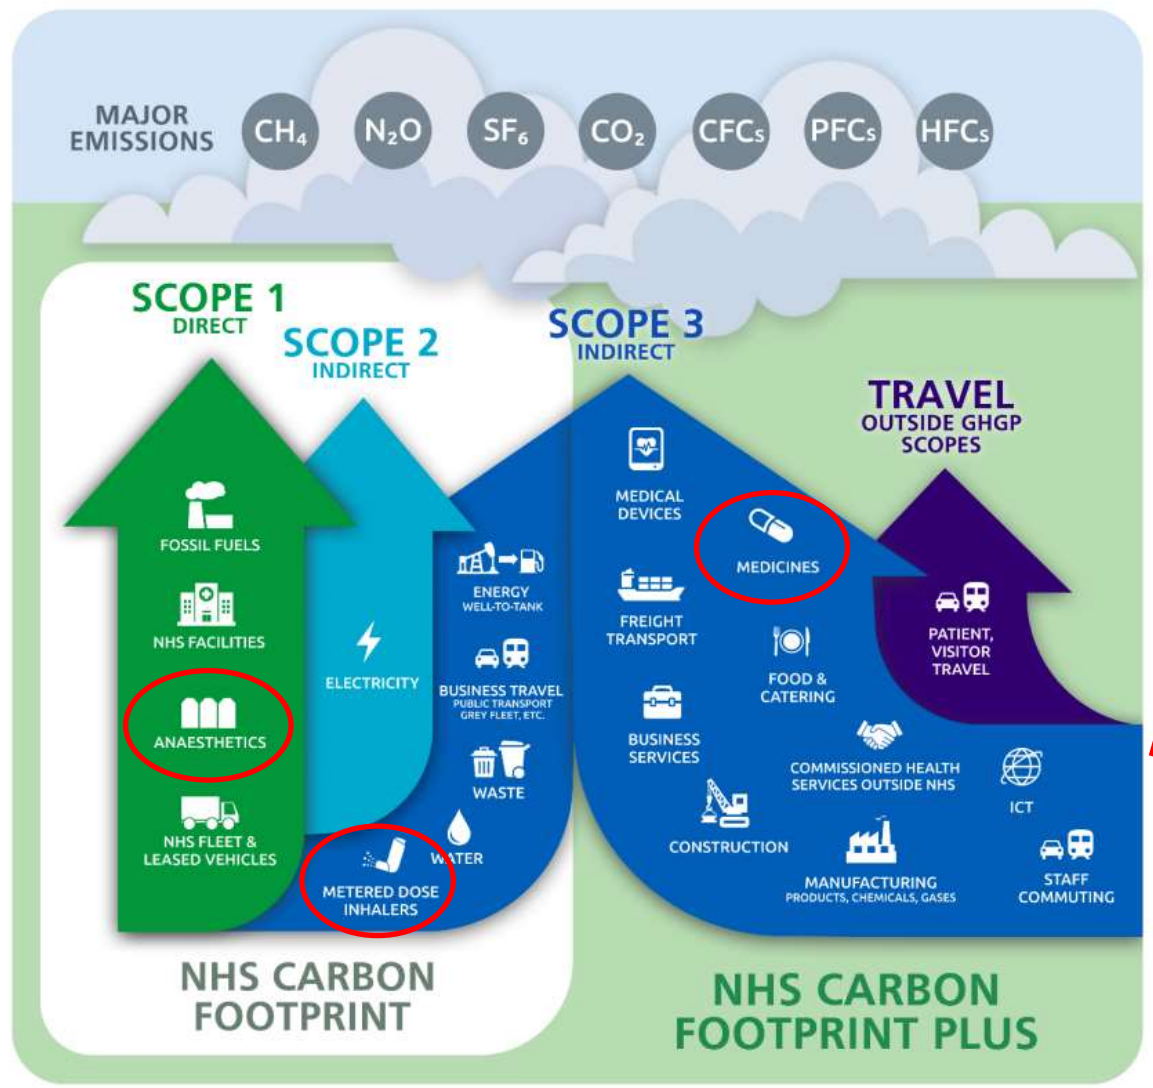 MAJOR
EMISSIONS
CH₄
N₂O
SF₆
CO₂
CFCs
PFCs
HFCs
SCOPE 1
DIRECT
FOSSIL FUELS
NHS FACILITIES
ANAESTHETICS
NHS FLEET &
LEASED VEHICLES
SCOPE 2
INDIRECT
ELECTRICITY
SCOPE 3
INDIRECT
ENERGY
WELL-TO-TANK
BUSINESS TRAVEL
PUBLIC TRANSPORT
GREY FLEET, ETC.
WASTE
WATER
METERED DOSE
INHALERS
MEDICAL
DEVICES
MEDICINES
FREIGHT
TRANSPORT
FOOD &
CATERING
BUSINESS
SERVICES
COMMISSIONED HEALTH
SERVICES OUTSIDE NHS
ICT
CONSTRUCTION
MANUFACTURING
PRODUCTS, CHEMICALS, GASES
STAFF
COMMUTING
TRAVEL
OUTSIDE GHGP
SCOPES
PATIENT,
VISITOR
TRAVEL
NHS CARBON
FOOTPRINT
NHS CARBON
FOOTPRINT PLUS